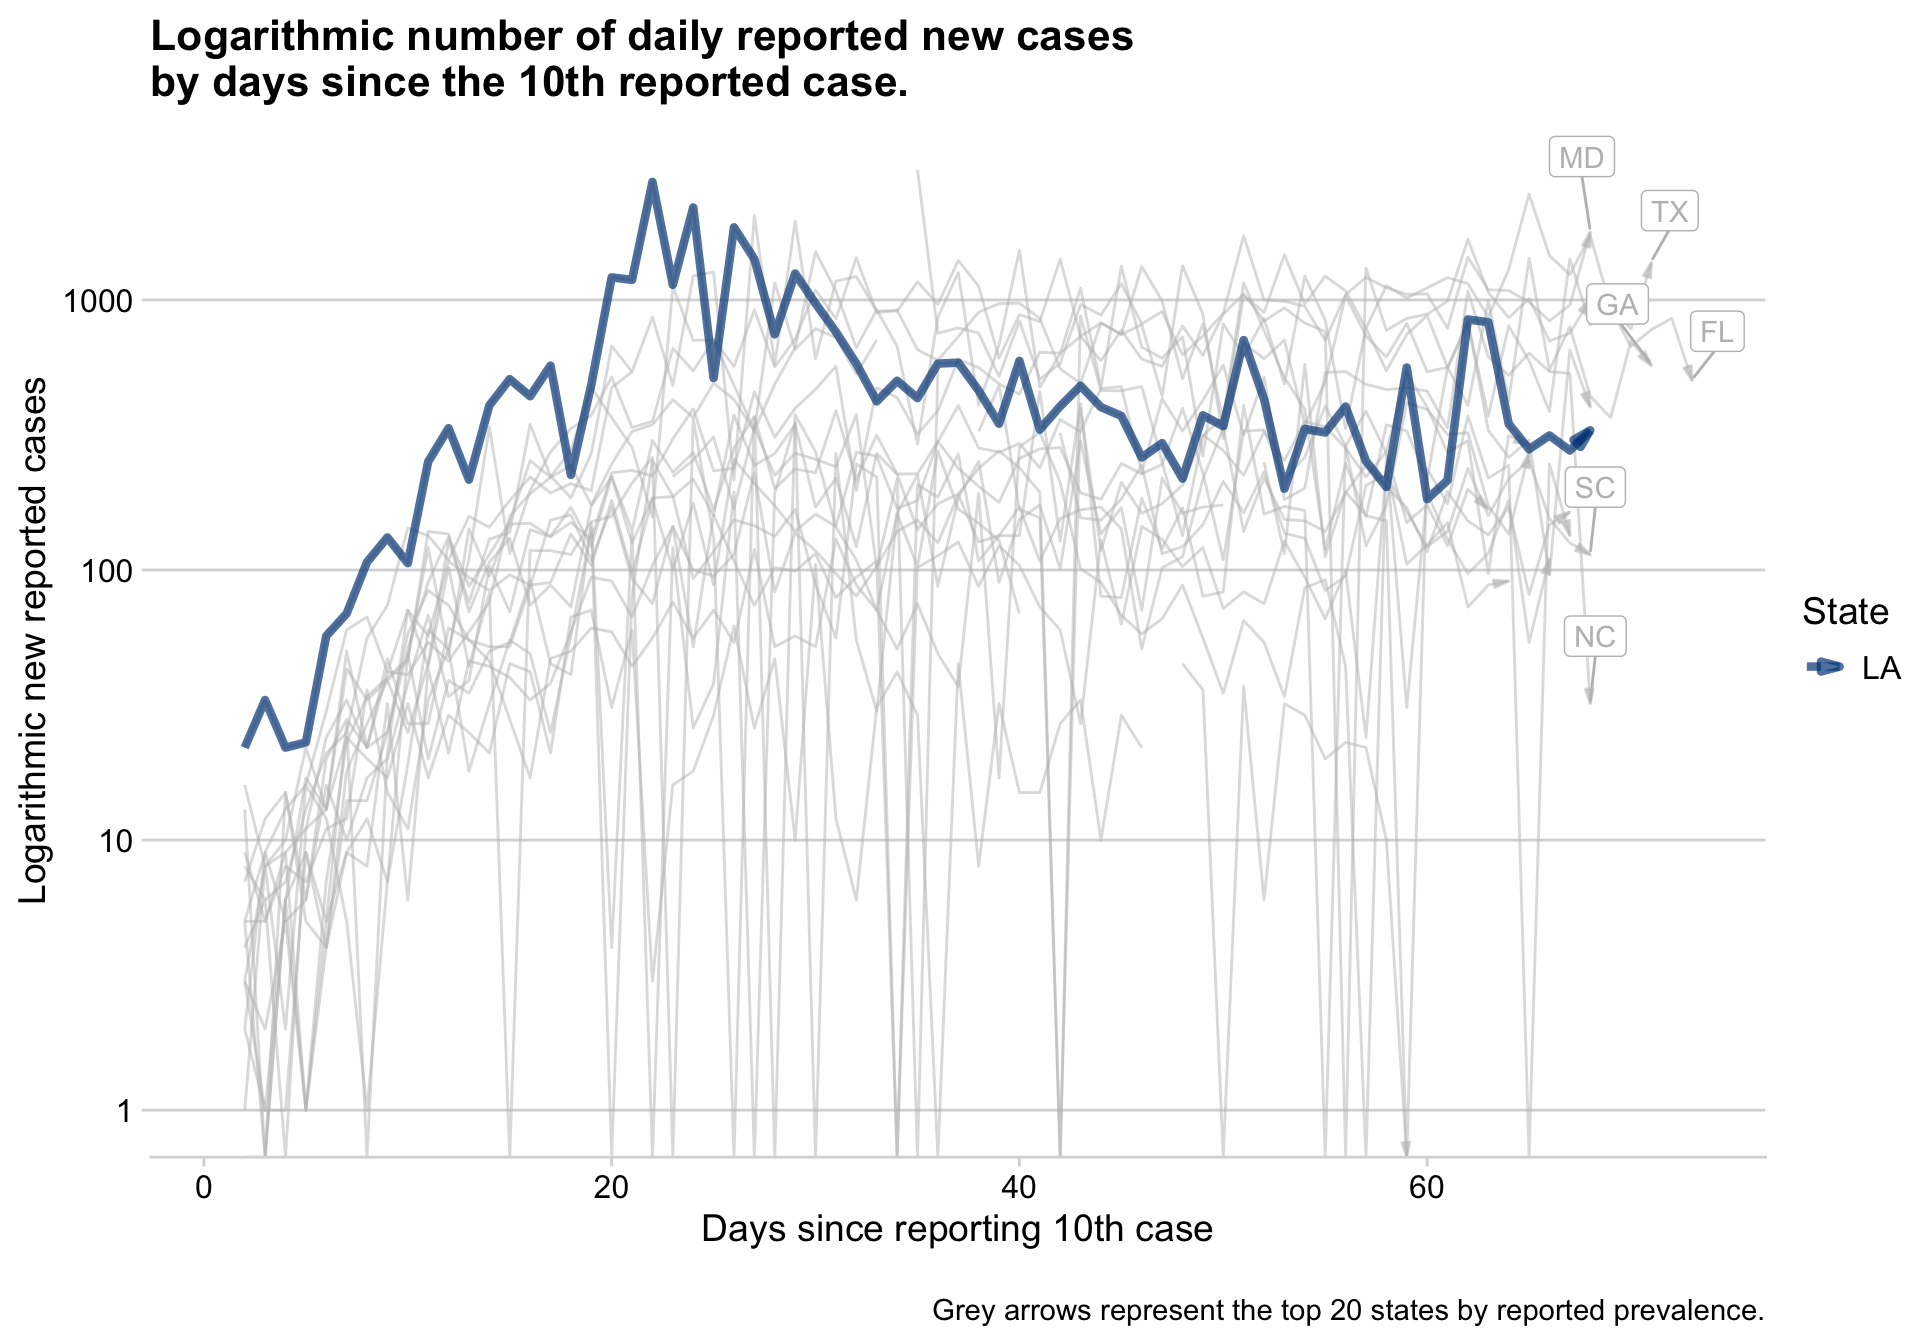 Logarithmic number of daily reported new cases
by days since the 10th reported case.
MD
TX
1000
GA
FL
SC
100
NC
State
LA
10
1
Logarithmic new reported cases
0
20
40
60
Days since reporting 10th case
Grey arrows represent the top 20 states by reported prevalence.